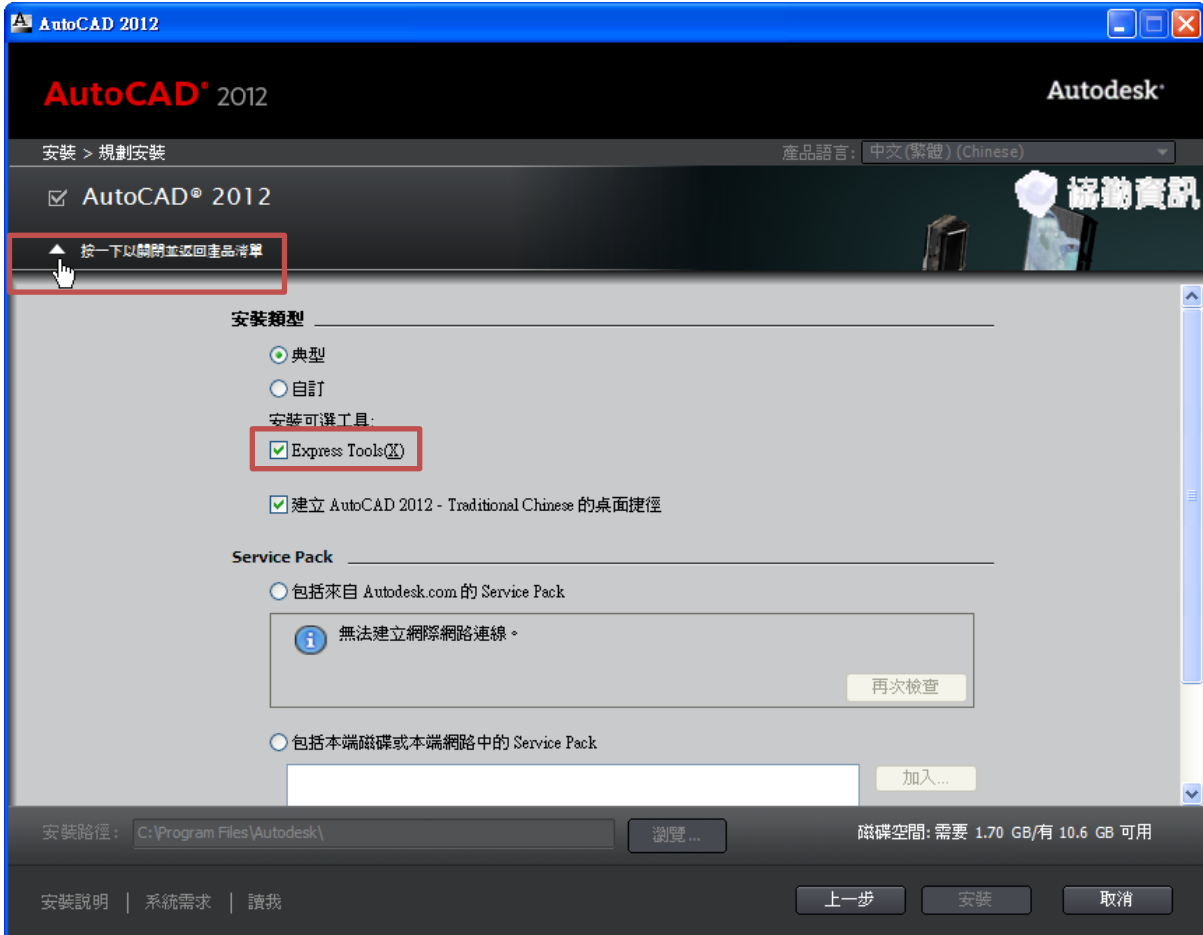 AutoCAD 2012
AutoCAD® 2012
Autodesk®
安裝 > 規劃安裝
產品語言: 中文(繁體) (Chinese)
AutoCAD® 2012
協勤資訊
按一下以關閉並返回產品清單
安裝類型
典型
自訂
安裝可選工具:
Express Tools(X)
建立 AutoCAD 2012 - Traditional Chinese 的桌面捷徑
Service Pack
包括來自 Autodesk.com 的 Service Pack
無法建立網際網路連線。
再次檢查
包括本端磁碟或本端網路中的 Service Pack
加入...
安裝路徑: C:\Program Files\Autodesk\ 瀏覽...
磁碟空間: 需要 1.70 GB/有 10.6 GB 可用
安裝說明 | 系統需求 | 讀我
上一步 安裝 取消